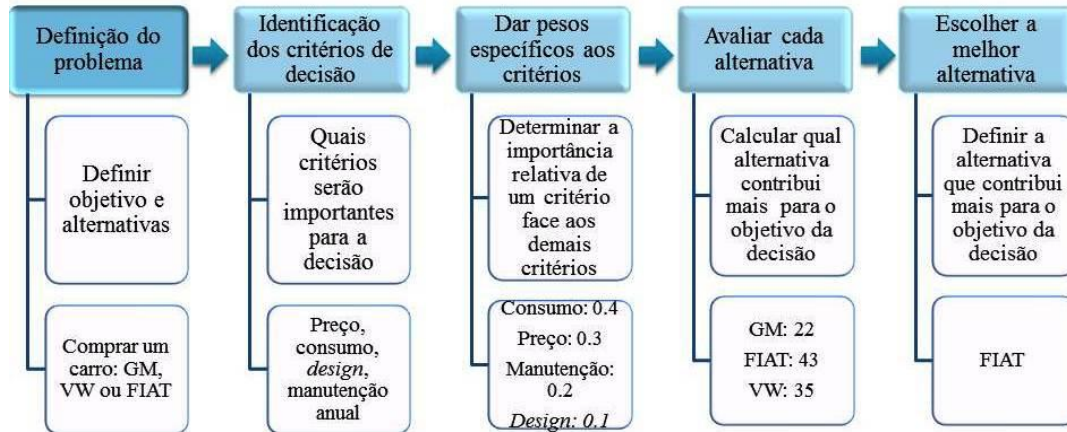 Definição do
problema
Identificação
dos critérios de
decisão
Dar pesos
específicos aos
critérios
Avaliar cada
alternativa
Escolher a
melhor
alternativa
Definir
objetivo e
alternativas
Quais
critérios
serão
importantes
para a
decisão
Determinar a
importância
relativa de
um critério
face aos
demais
critérios
Calcular qual
alternativa
contribui
mais para o
objetivo da
decisão
Definir a
alternativa
que contribui
mais para o
objetivo da
decisão
Comprar um
carro: GM,
VW ou FIAT
Preço,
consumo,
design,
manutenção
anual
Consumo: 0.4
Preço: 0.3
Manutenção:
0.2
Design: 0.1
GM: 22
FIAT: 43
VW: 35
FIAT